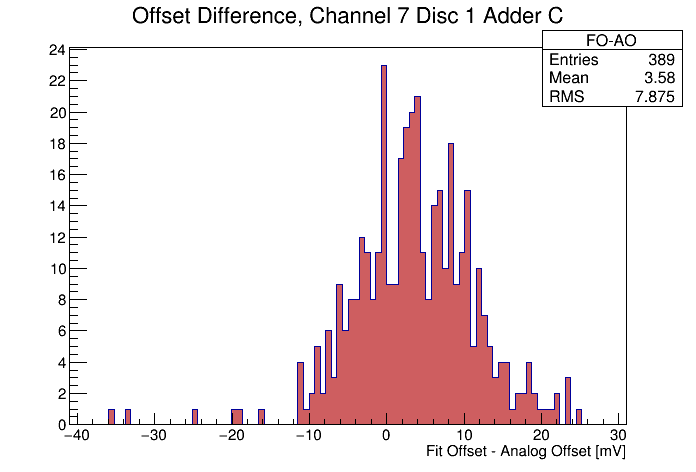 Offset Difference, Channel 7 Disc 1 Adder C
FO-AO
Entries 389
Mean 3.58
RMS 7.875
24
22
20
18
16
14
12
10
8
6
4
2
0
−40 −30 −20 −10 0 10 20 30
Fit Offset - Analog Offset [mV]